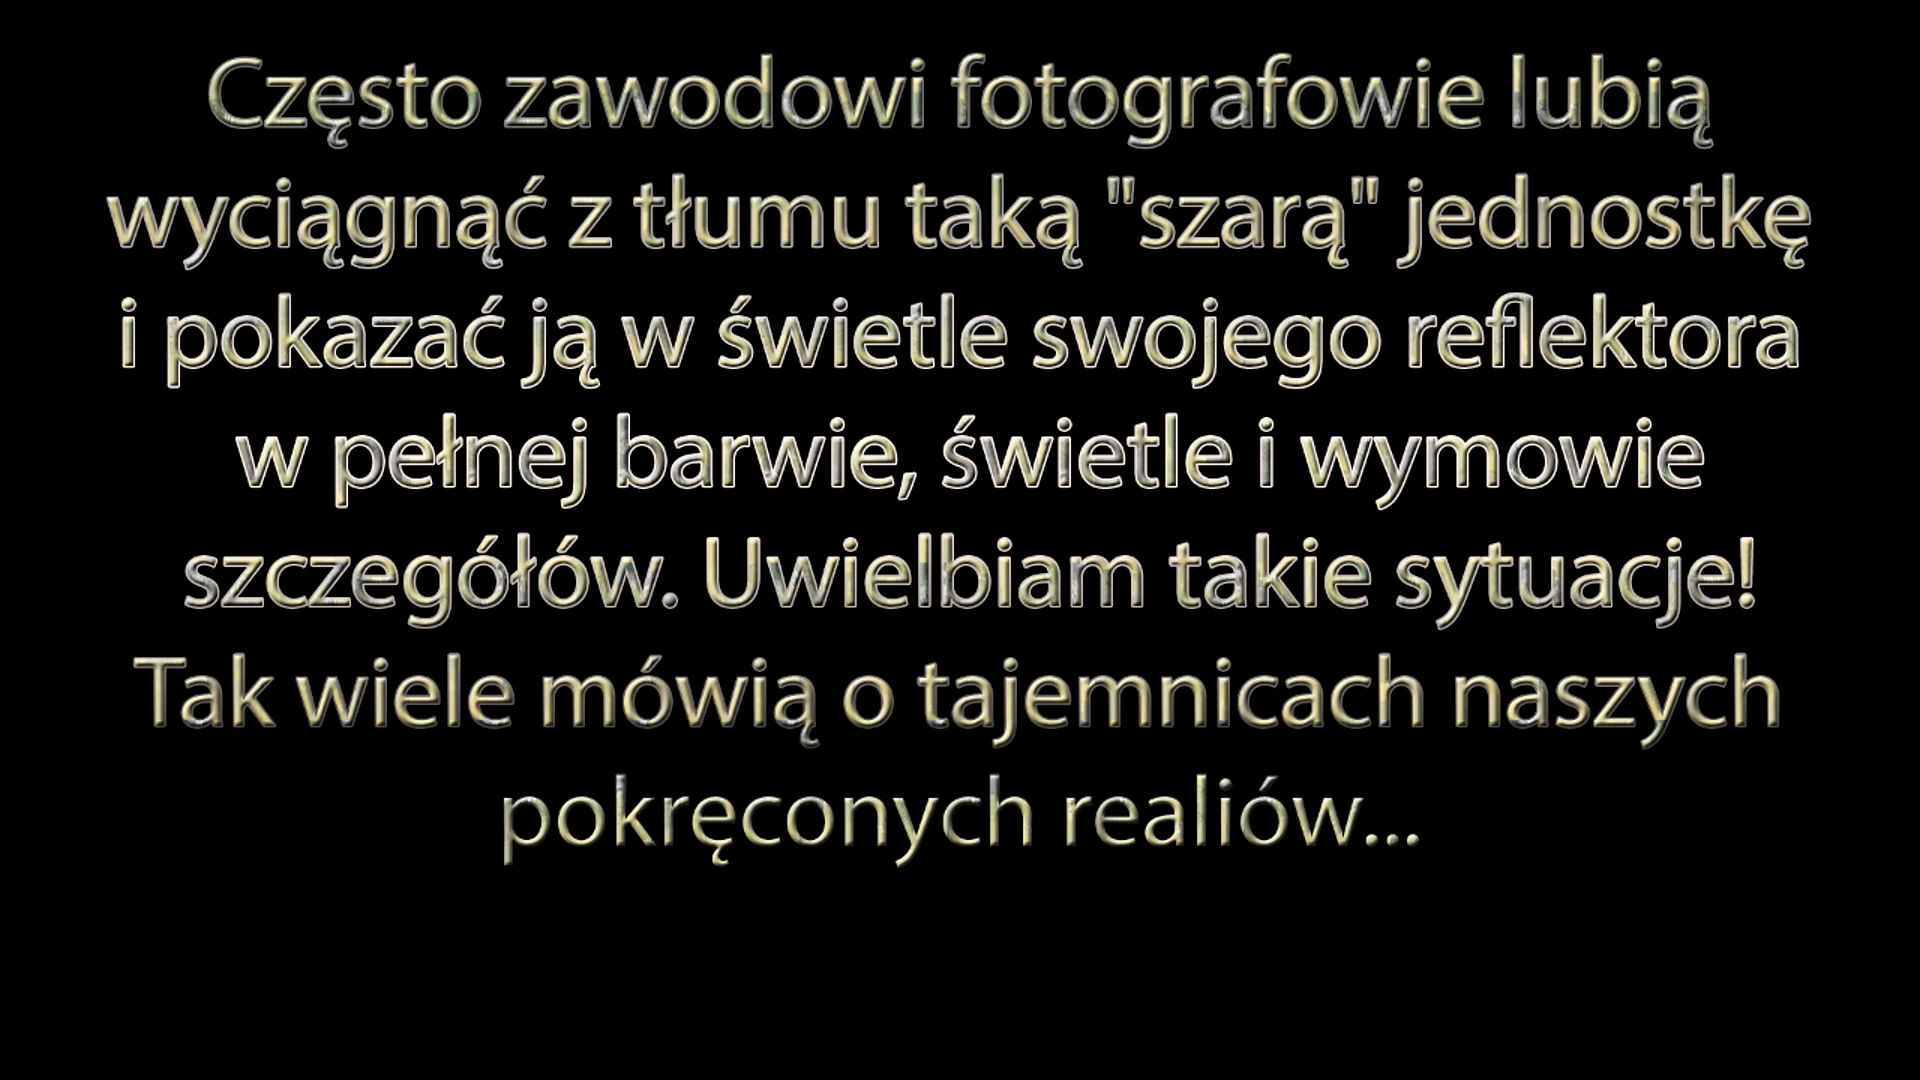 Często zawodowi fotografowie lubią
wyciągnąć z tłumu taką "szarą" jednostkę
i pokazać ją w świetle swojego reflektora
w pełnej barwie, świetle i wymowie
szczegółów. Uwielbiam takie sytuacje!
Tak wiele mówią o tajemnicach naszych
pokręconych realiów...